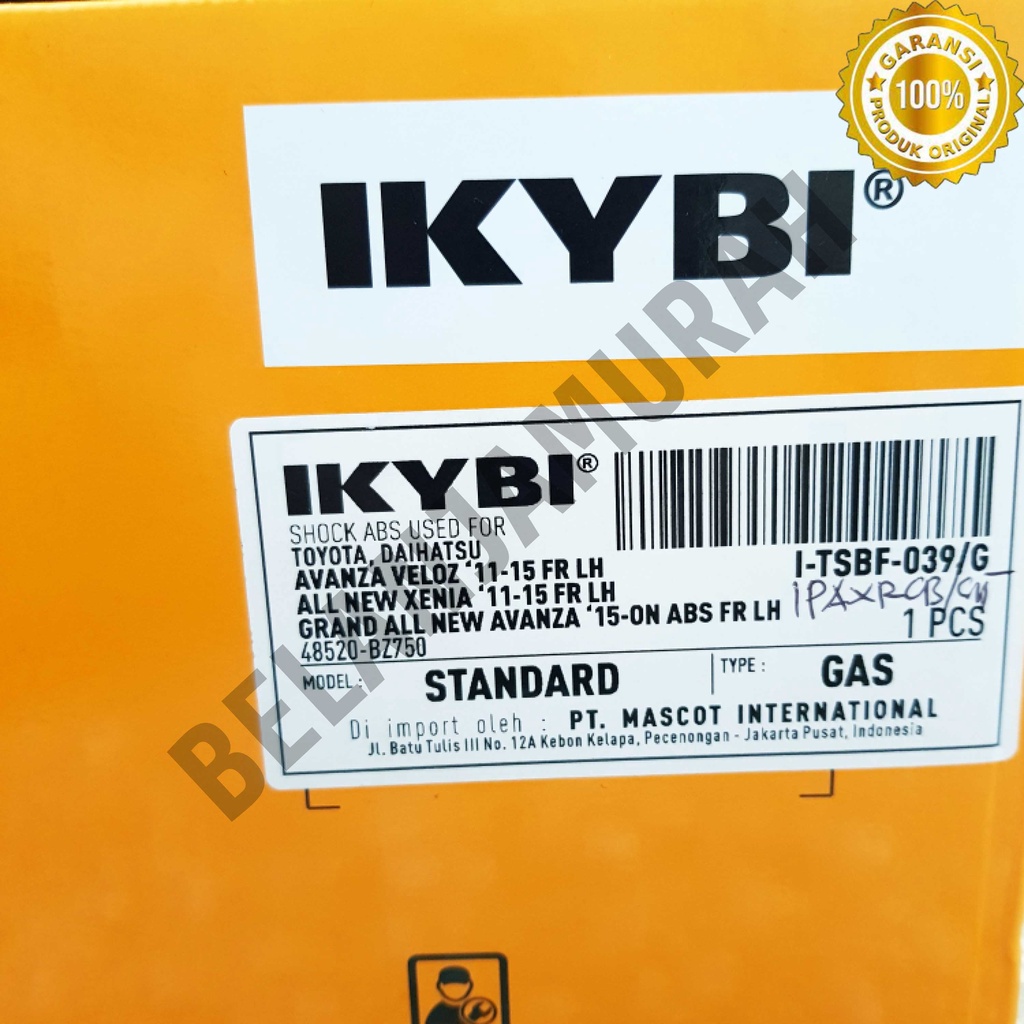 GARANSI
100%
PRODUK ORIGINAL
IKYBI®
IKYBI®
SHOCK ABS USED FOR
TOYOTA, DAIHATSU
AVANZA VELOZ '11-15 FR LH
ALL NEW XENIA '11-15 FR LH
GRAND ALL NEW AVANZA '15-ON ABS FR LH
48520-BZ750
I-TSBF-039/G
1 PCS
MODEL : STANDARD
TYPE : GAS
Di import oleh : PT. MASCOT INTERNATIONAL
Jl. Batu Tulis III No. 12A Kebon Kelapa, Pecenongan - Jakarta Pusat, Indonesia
BELANJAMURAH